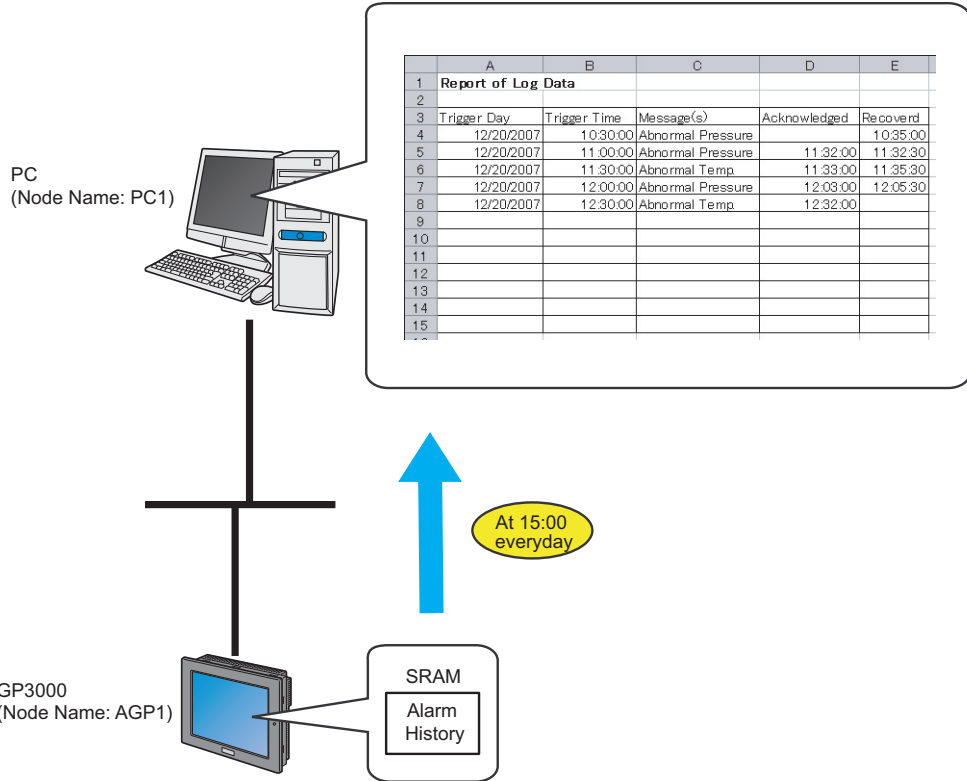 A B C D E
1 Report of Log Data
2
3 Trigger Day Trigger Time Message(s) Acknowledged Recoverd
4 12/20/2007 10:30:00 Abnormal Pressure 10:35:00
5 12/20/2007 11:00:00 Abnormal Pressure 11:32:00 11:32:30
6 12/20/2007 11:30:00 Abnormal Temp. 11:33:00 11:35:30
7 12/20/2007 12:00:00 Abnormal Pressure 12:03:00 12:05:30
8 12/20/2007 12:30:00 Abnormal Temp. 12:32:00
9
10
11
12
13
14
15
PC
(Node Name: PC1)
At 15:00
everyday
GP3000
(Node Name: AGP1)
SRAM
Alarm
History